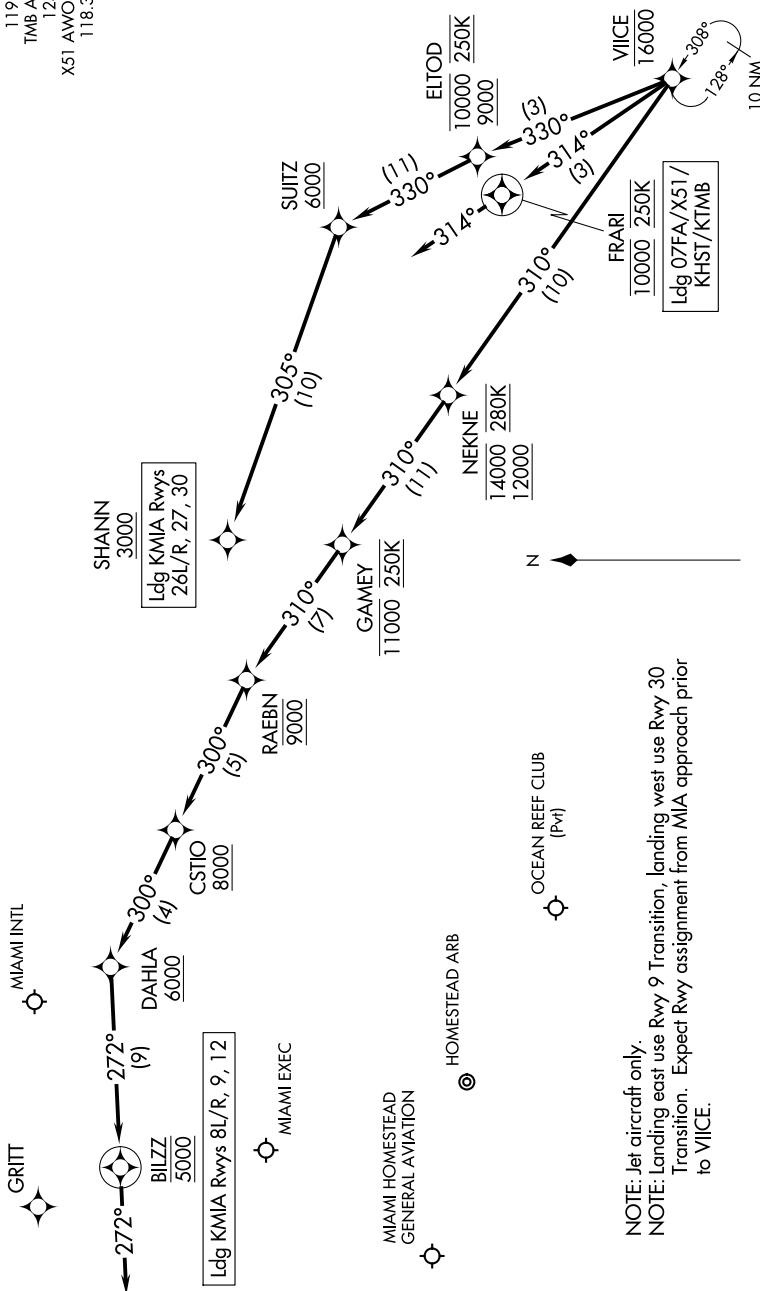 119
TMB A
12
X51 AWO
118.3
VIICE
16000
308°
128°
10 NM
ELTOD
10000 250K
9000
(3)
330°
314°
(3)
SUITZ
6000
(11)
330°
314°
FRARI
10000 250K
Ldg 07FA/X51/
KHST/KTMB
310°
(10)
305°
(10)
SHANN
3000
Ldg KMIA Rwys
26L/R, 27, 30
NEKNE
14000 280K
12000
310°
(11)
GAMEY
11000 250K
310°
(7)
RAEBN
9000
300°
(5)
CSTIO
8000
300°
(4)
DAHLA
6000
272°
(9)
BILZZ
5000
Ldg KMIA Rwys 8L/R, 9, 12
272°
GRITT
MIAMI INTL
MIAMI EXEC
MIAMI HOMESTEAD
GENERAL AVIATION
HOMESTEAD ARB
OCEAN REEF CLUB
(Pvt)
N
NOTE: Jet aircraft only.
NOTE: Landing east use Rwy 9 Transition, landing west use Rwy 30
Transition. Expect Rwy assignment from MIA approach prior
to VIICE.